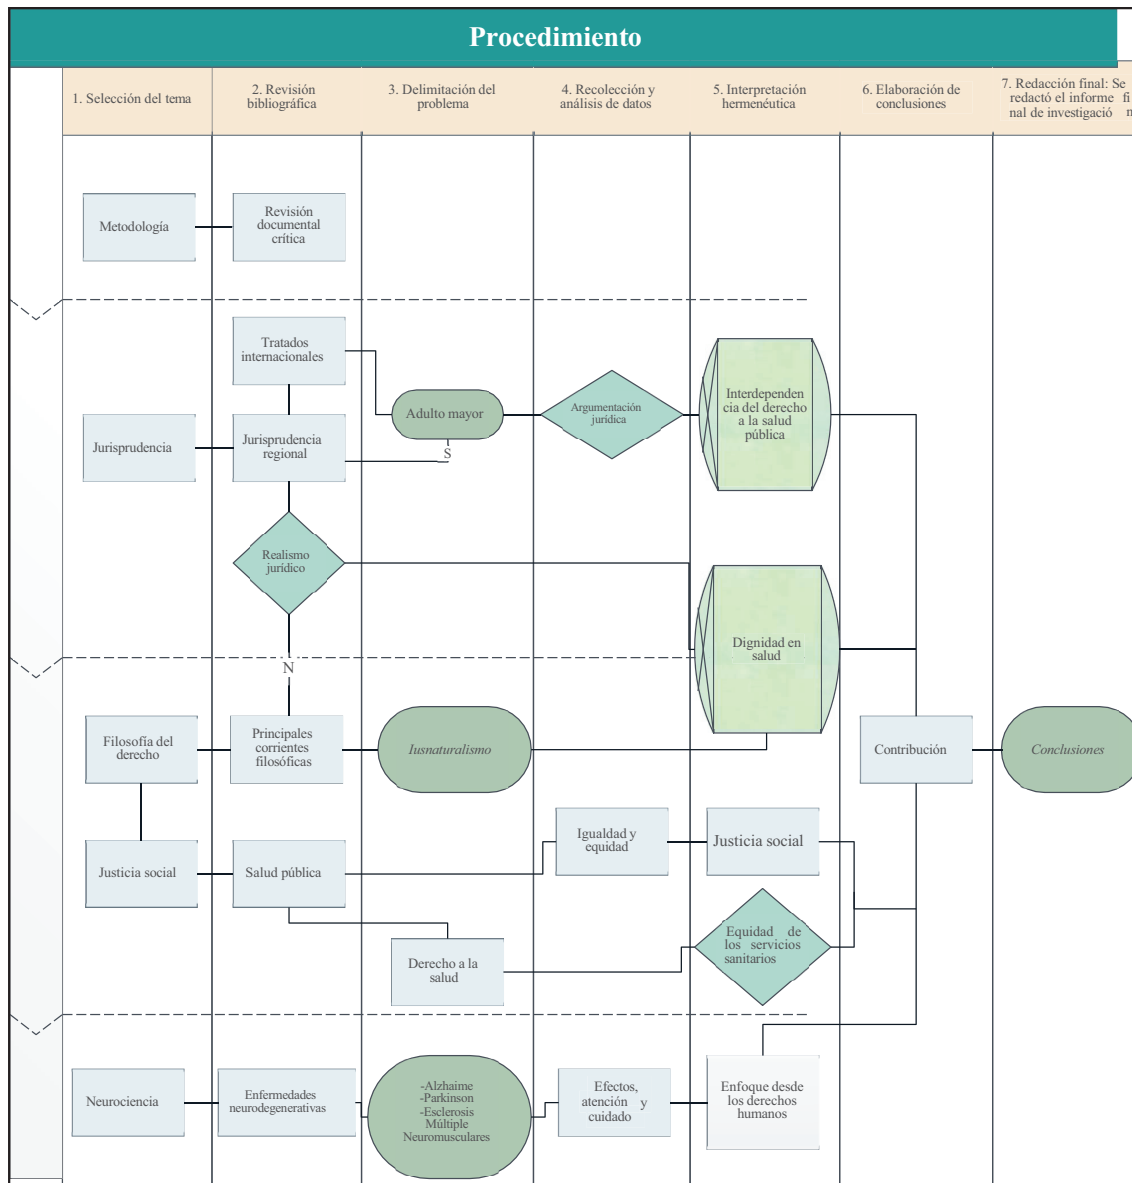 Procedimiento
1. Selección del tema
2. Revisión
bibliográfica
3. Delimitación del
problema
4. Recolección y
análisis de datos
5. Interpretación
hermenéutica
6. Elaboración de
conclusiones
7. Redacción final: Se
redactó el informe fi
nal de investigació n
Metodología
Revisión
documental
crítica
Tratados
internacionales
Adulto mayor
Argumentación
jurídica
Interdependen
cia del derecho
a la salud
pública
Jurisprudencia
Jurisprudencia
regional
S
Realismo
jurídico
Dignidad en
salud
N
Filosofía del
derecho
Principales
corrientes
filosóficas
Iusnaturalismo
Contribución
Conclusiones
Igualdad y
equidad
Justicia social
Justicia social
Salud pública
Equidad de
los servicios
sanitarios
Derecho a la
salud
Neurociencia
Enfermedades
neurodegenerativas
-Alzhaime
-Parkinson
-Esclerosis
Múltiple
Neuromusculares
Efectos,
atención y
cuidado
Enfoque desde
los derechos
humanos